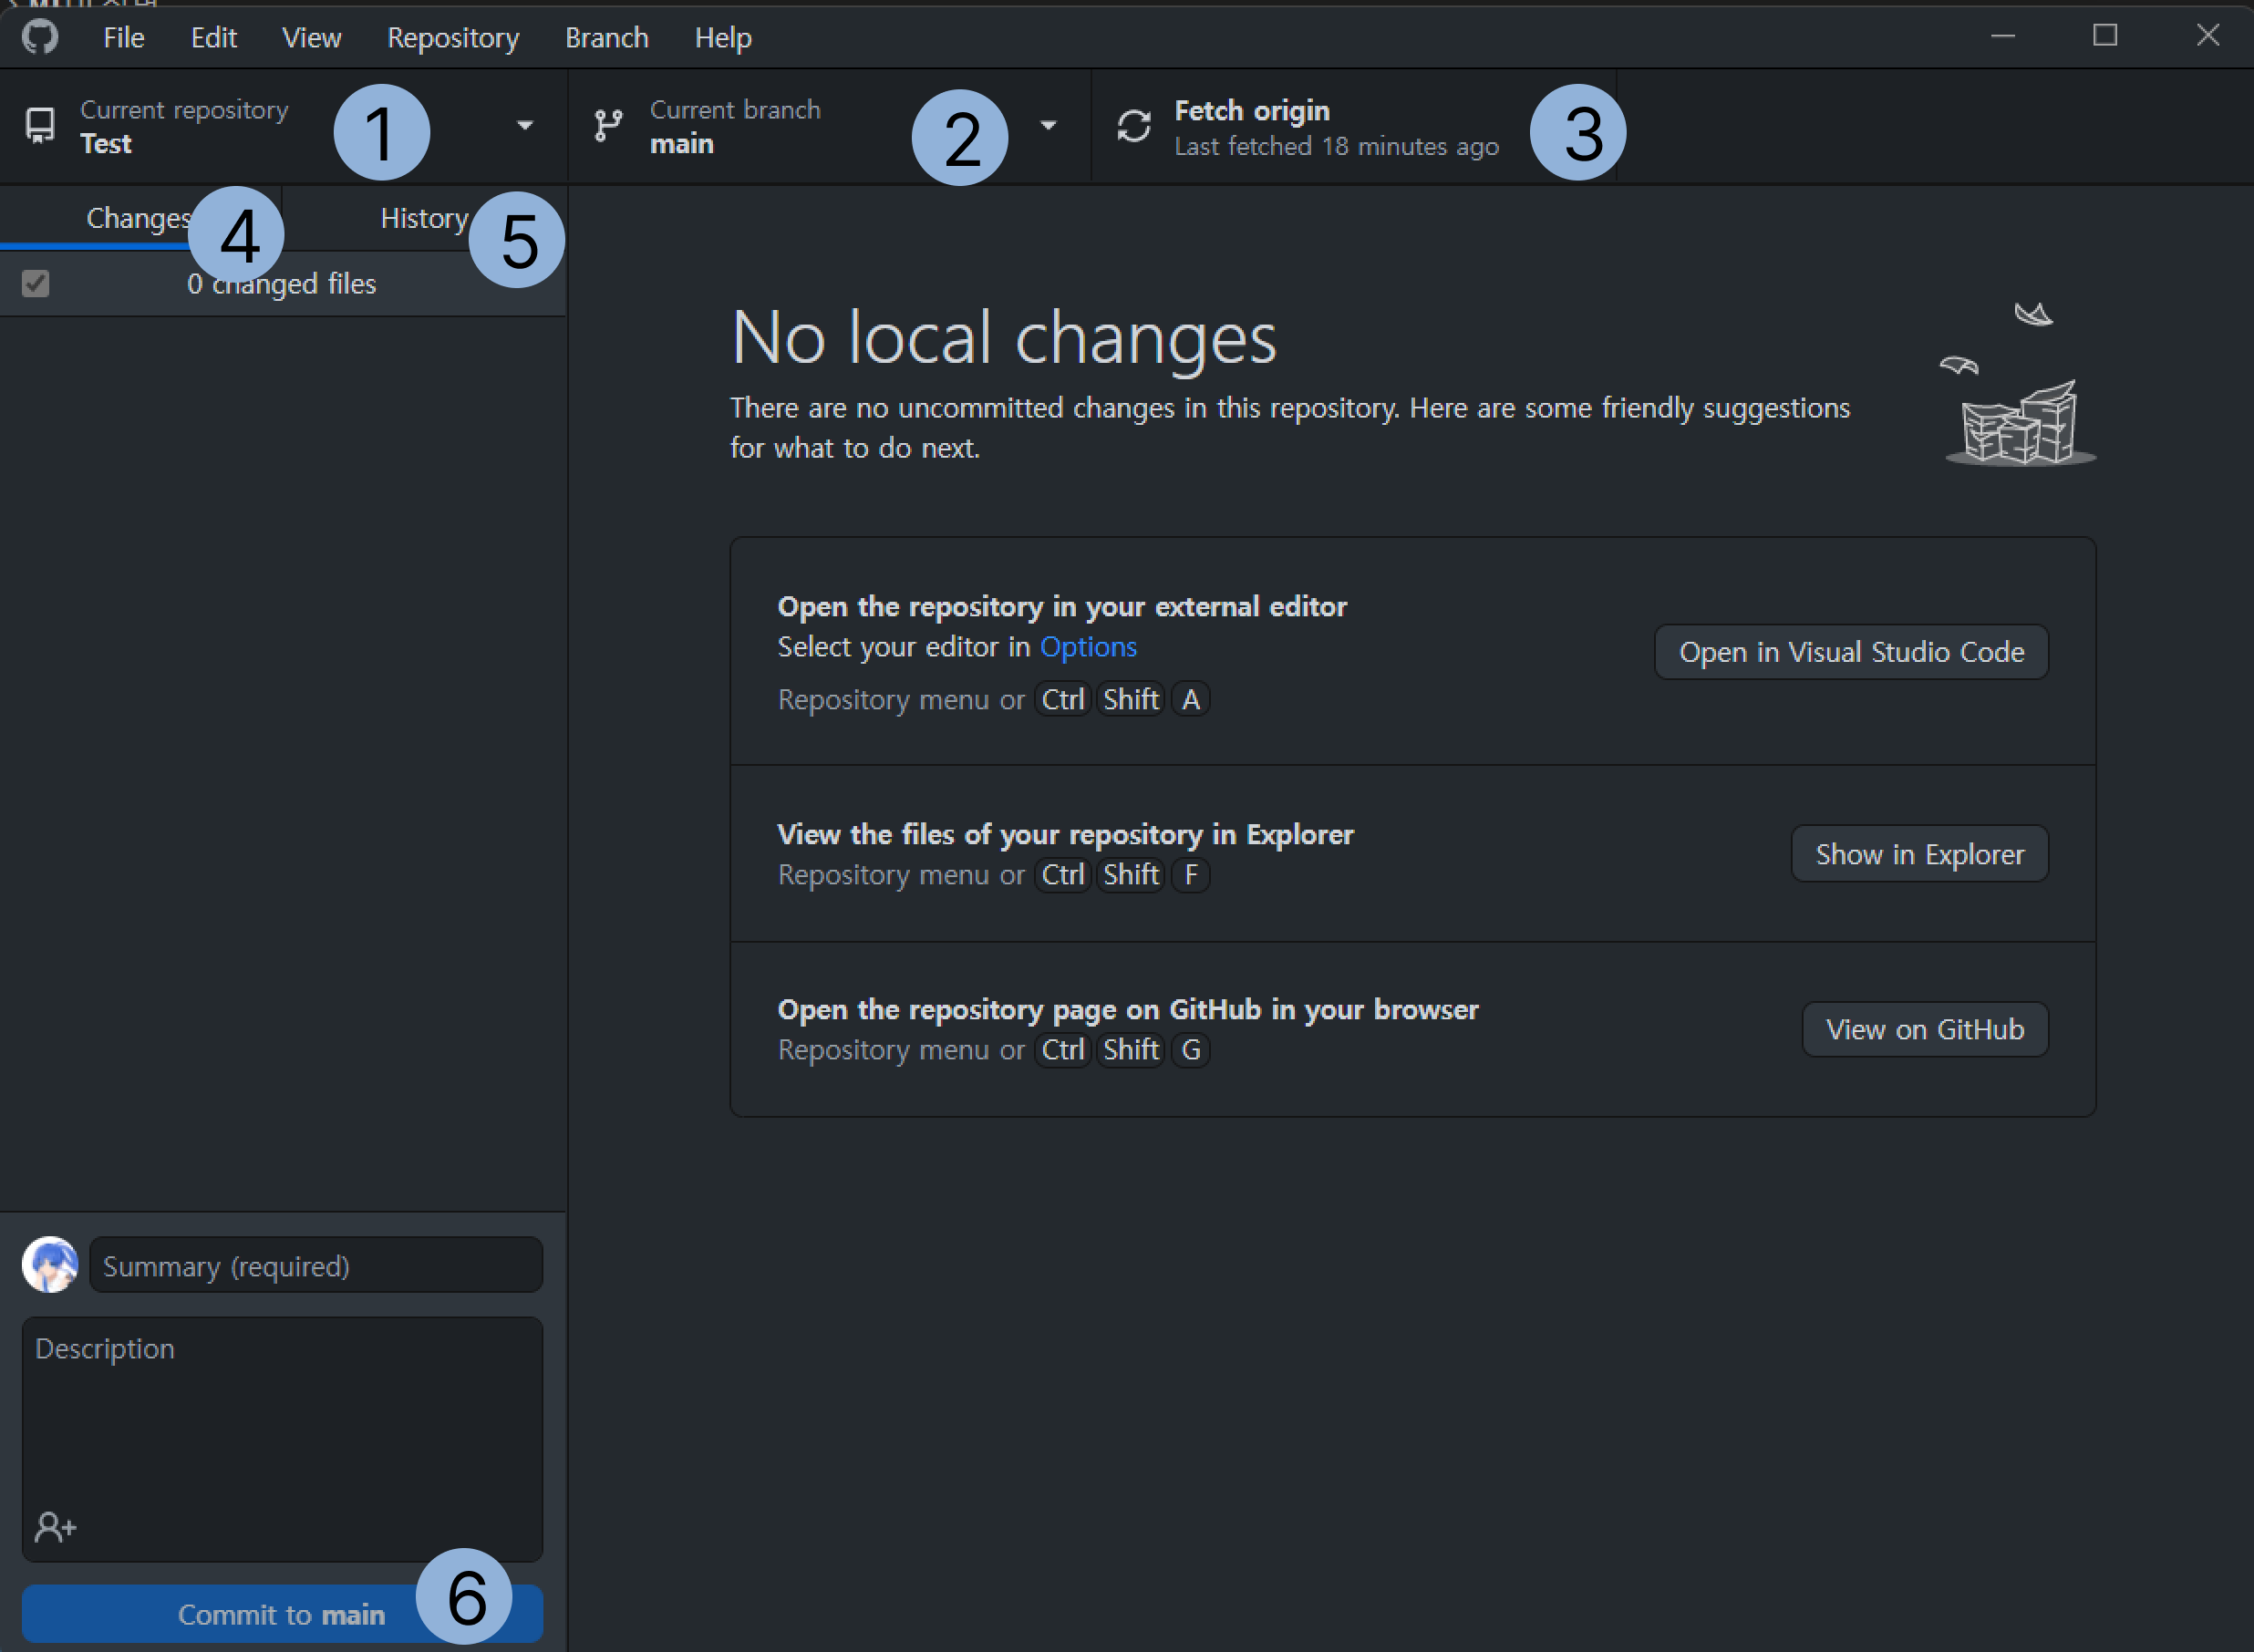 File Edit View Repository Branch Help
Current repository
Test
1
Current branch
main
2
Fetch origin
Last fetched 18 minutes ago
3
Changes
4
History
5
0 changed files
No local changes
There are no uncommitted changes in this repository. Here are some friendly suggestions
for what to do next.
Open the repository in your external editor
Select your editor in Options
Repository menu or Ctrl Shift A
Open in Visual Studio Code
View the files of your repository in Explorer
Repository menu or Ctrl Shift F
Show in Explorer
Open the repository page on GitHub in your browser
Repository menu or Ctrl Shift G
View on GitHub
Summary (required)
Description
6
Commit to main